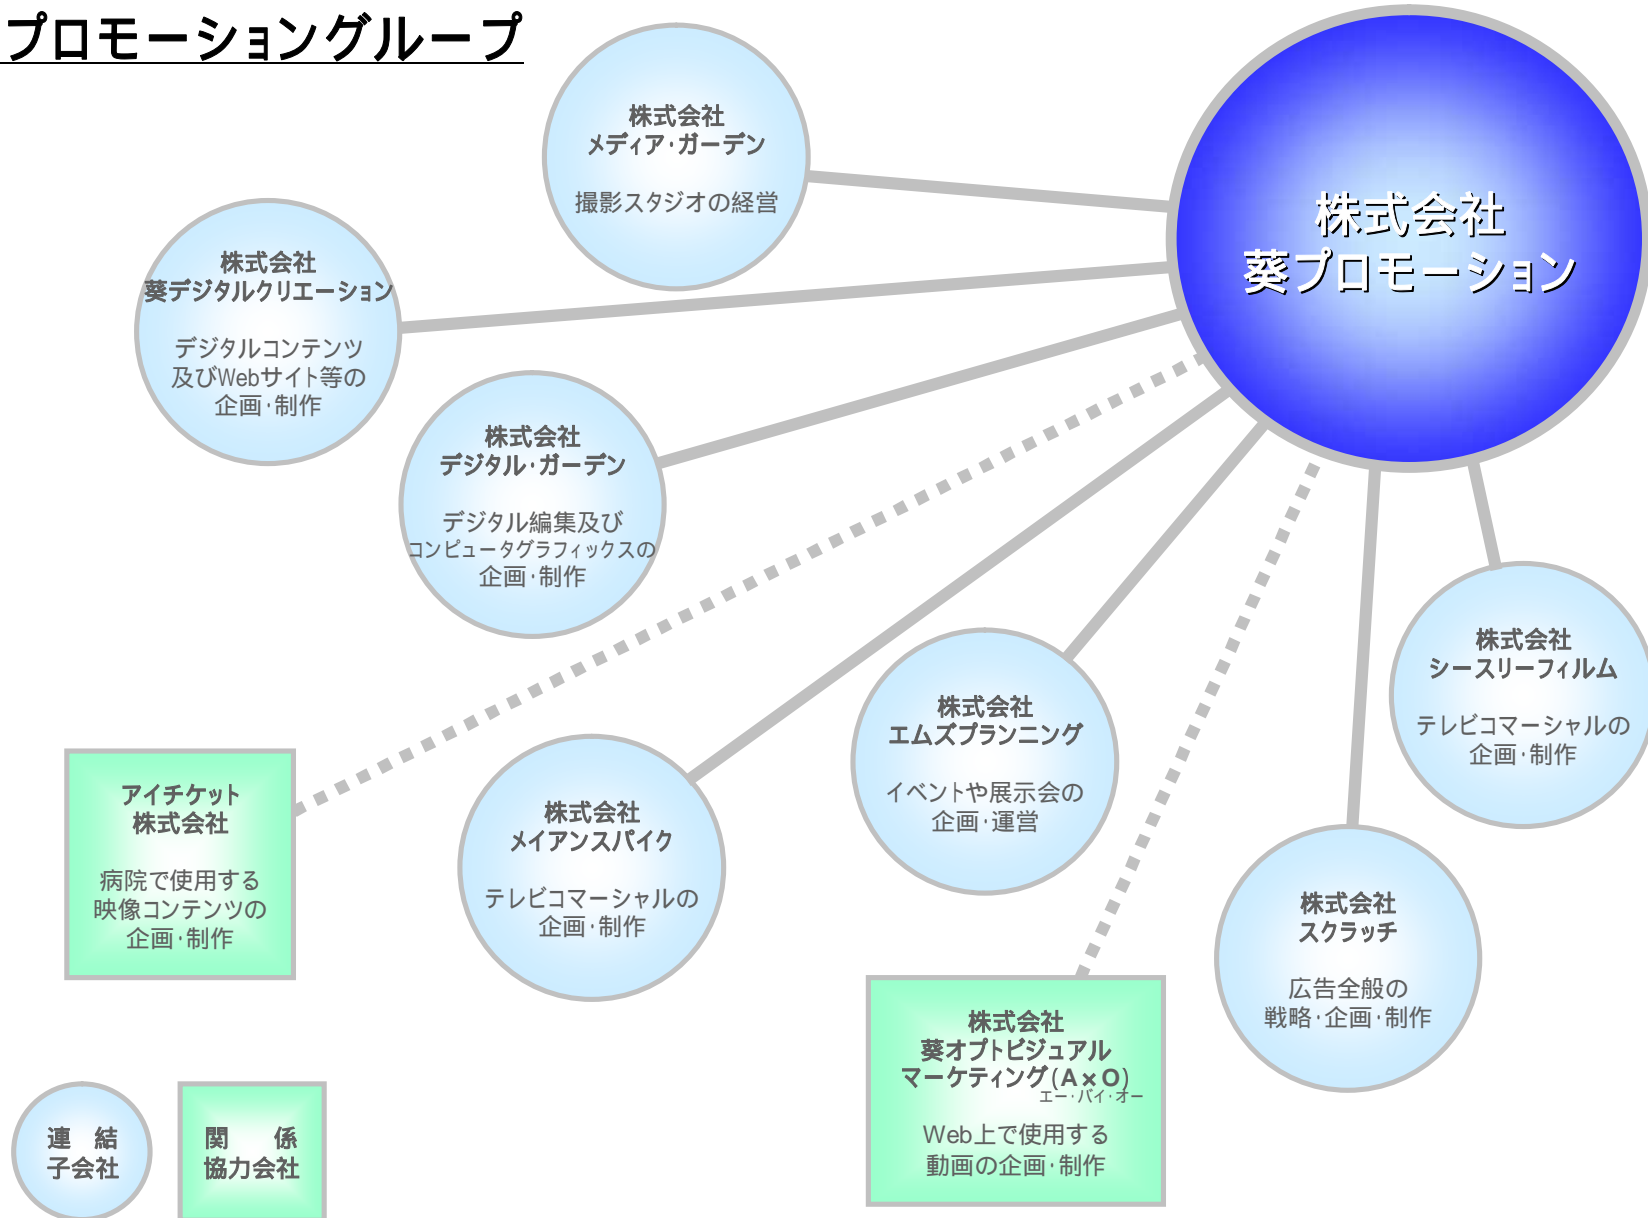 プロモーショングループ
株式会社
葵プロモーション
株式会社
メディア・ガーデン
撮影スタジオの経営
株式会社
葵デジタルクリエーション
デジタルコンテンツ
及びWebサイト等の
企画・制作
株式会社
デジタル・ガーデン
デジタル編集及び
コンピュータグラフィックスの
企画・制作
アイチケット
株式会社
病院で使用する
映像コンテンツの
企画・制作
株式会社
メイアンスパイク
テレビコマーシャルの
企画・制作
株式会社
エムズプランニング
イベントや展示会の
企画・運営
株式会社
シースリーフィルム
テレビコマーシャルの
企画・制作
株式会社
スクラッチ
広告全般の
戦略・企画・制作
株式会社
葵オプトビジュアル
マーケティング(A×O)
エー・バイ・オー
Web上で使用する
動画の企画・制作
連　結
子会社
関　係
協力会社